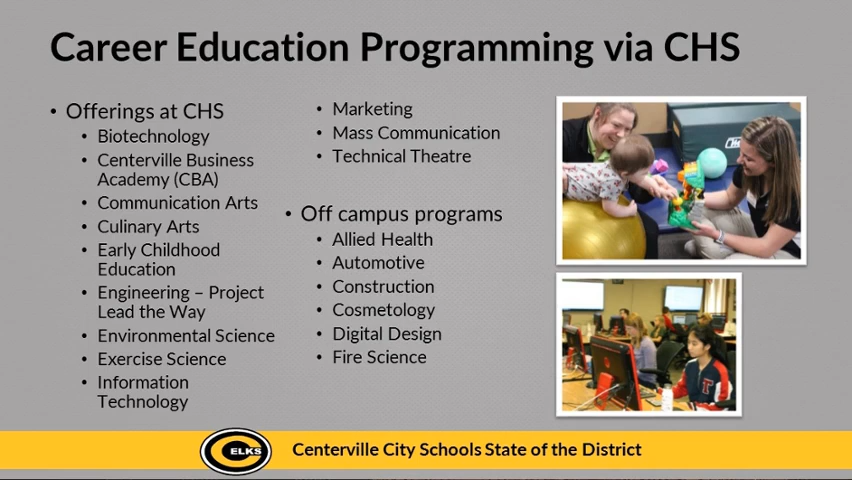 Career Education Programming via CHS
• Offerings at CHS
• Biotechnology
• Centerville Business
Academy (CBA)
• Communication Arts
• Culinary Arts
• Early Childhood
Education
• Engineering – Project
Lead the Way
• Environmental Science
• Exercise Science
• Information
Technology
• Marketing
• Mass Communication
• Technical Theatre
• Off campus programs
• Allied Health
• Automotive
• Construction
• Cosmetology
• Digital Design
• Fire Science
T
C ELKS
Centerville City Schools State of the District